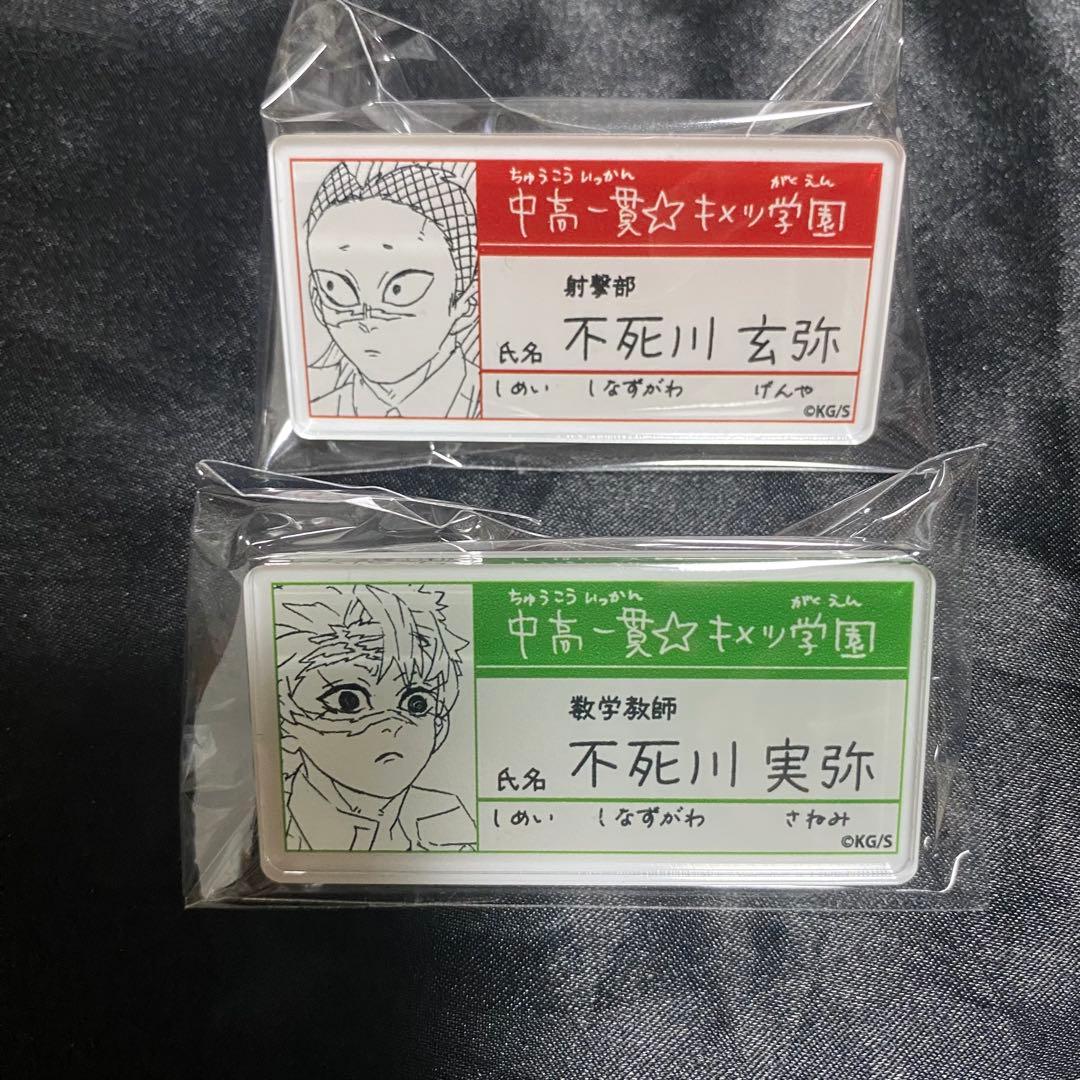 ちゅうこう いっかん がくえん
中高一貫☆キメツ学園
射撃部
氏名 不死川 玄弥
しめい しなずがわ げんや
©KG/S
ちゅうこう いっかん がくえん
中高一貫☆キメツ学園
数学教師
氏名 不死川 実弥
しめい しなずがわ さねみ
©KG/S